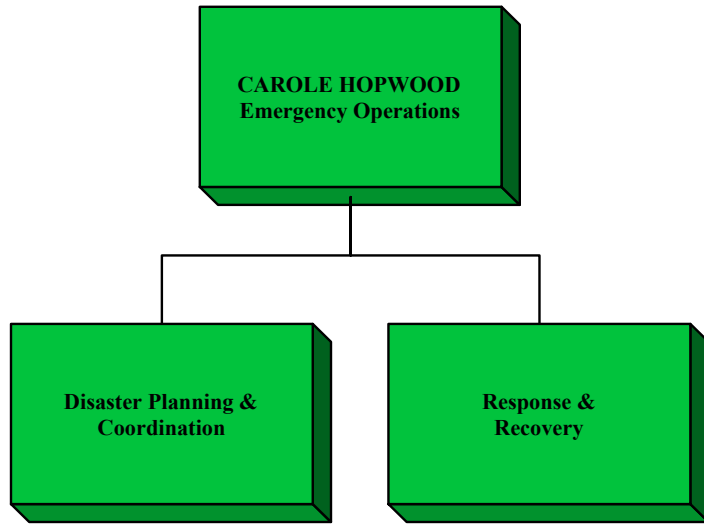 CAROLE HOPWOOD
Emergency Operations
Disaster Planning &
Coordination
Response &
Recovery